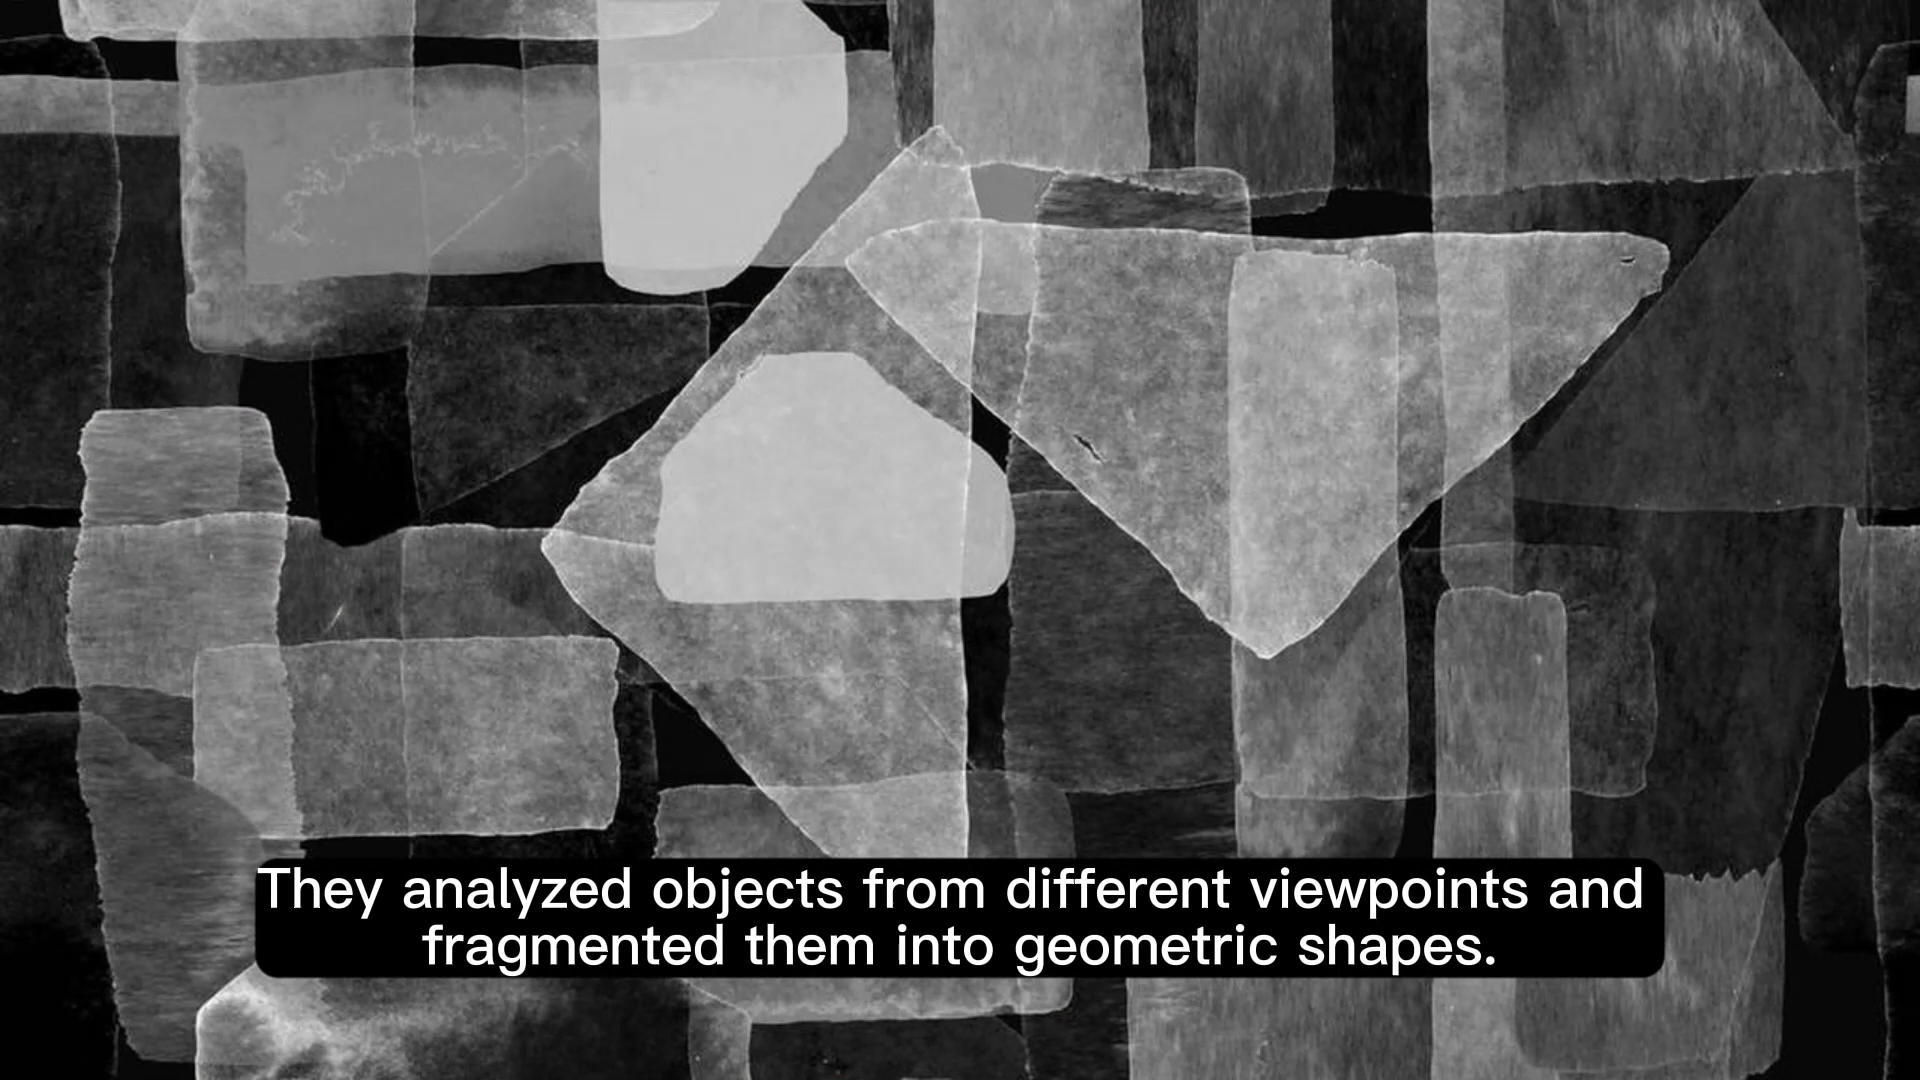 They analyzed objects from different viewpoints and
fragmented them into geometric shapes.